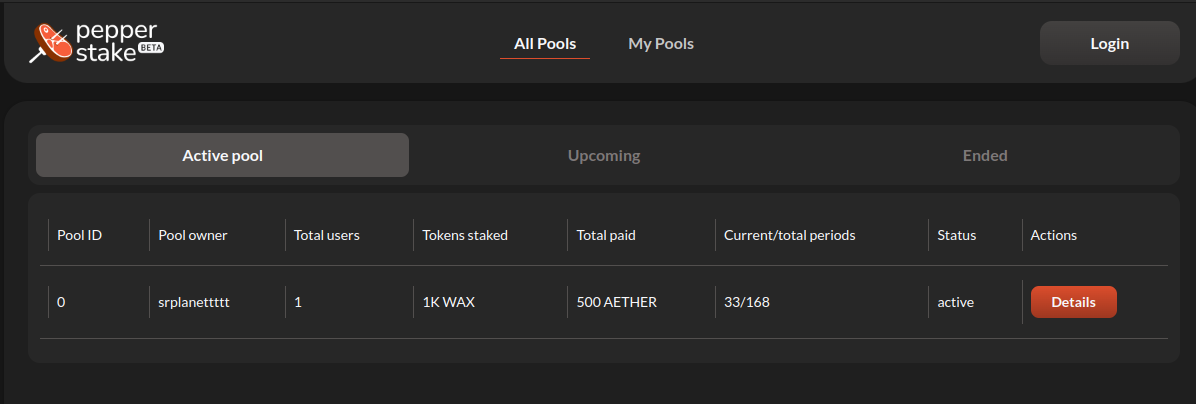 pepper
stake BETA
All Pools My Pools Login
Active pool Upcoming Ended
Pool ID Pool owner Total users Tokens staked Total paid Current/total periods Status Actions
0 srplanettttt 1 1K WAX 500 AETHER 33/168 active Details